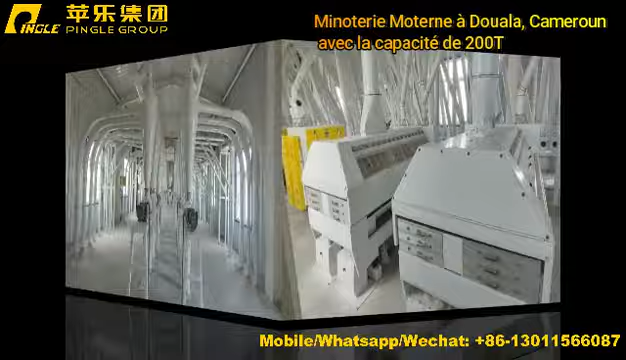 苹乐集团
PINGLE
PINGLE GROUP
Minoterie Moterne à Douala, Cameroun
avec la capacité de 200T
Mobile/Whatsapp/Wechat: +86-13011566087